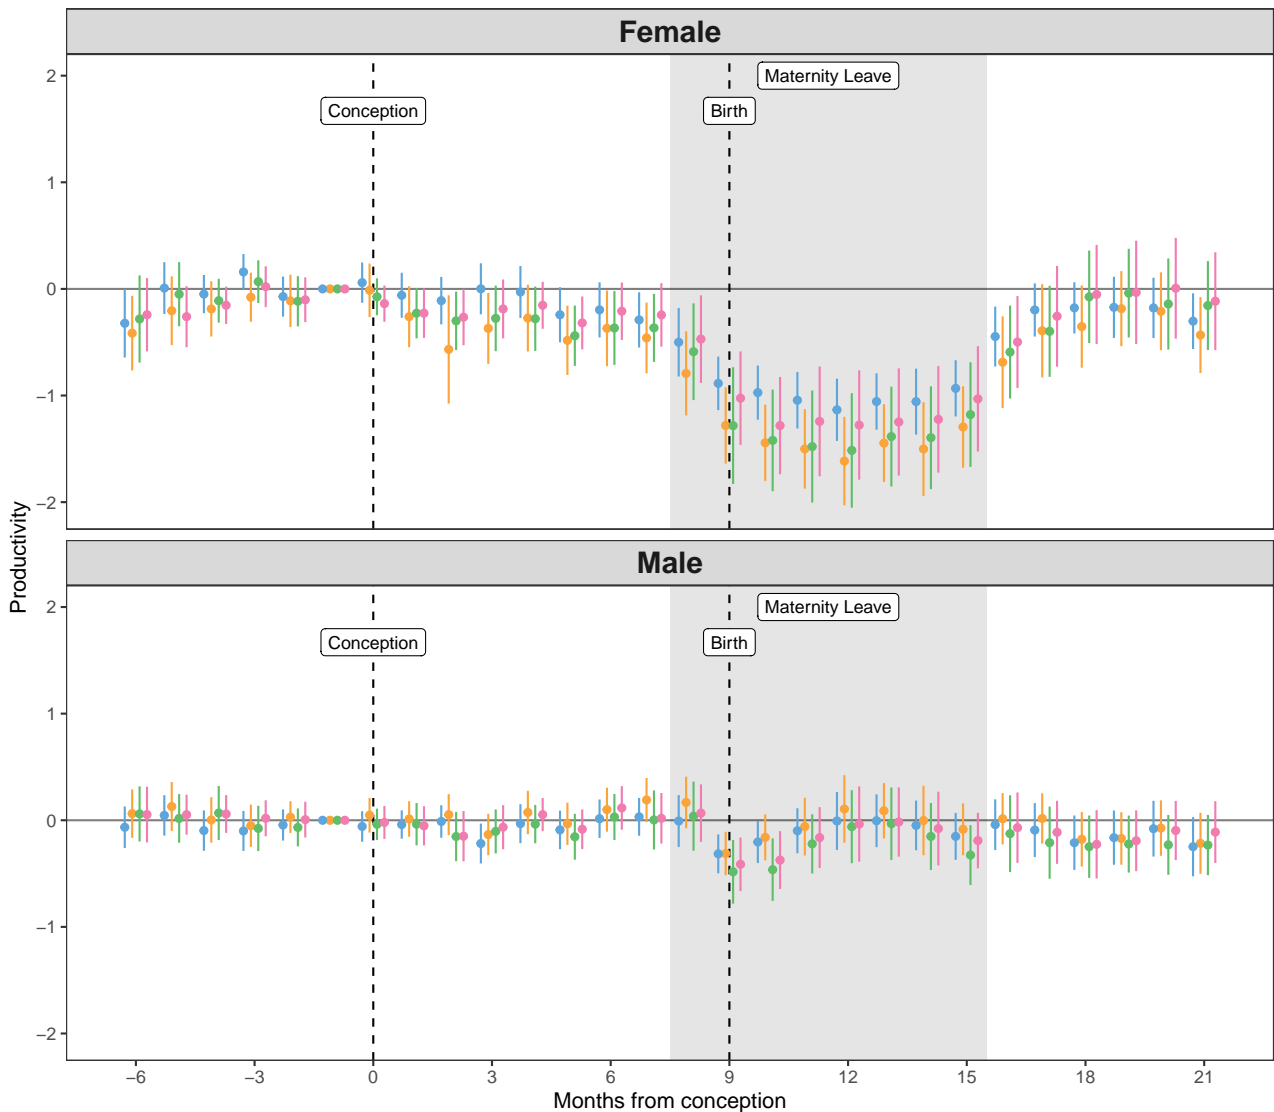 Female
2
Maternity Leave
Conception
Birth
1
0
−1
−2
Productivity
Male
2
Maternity Leave
Conception
Birth
1
0
−1
−2
−6 −3 0 3 6 9 12 15 18 21
Months from conception